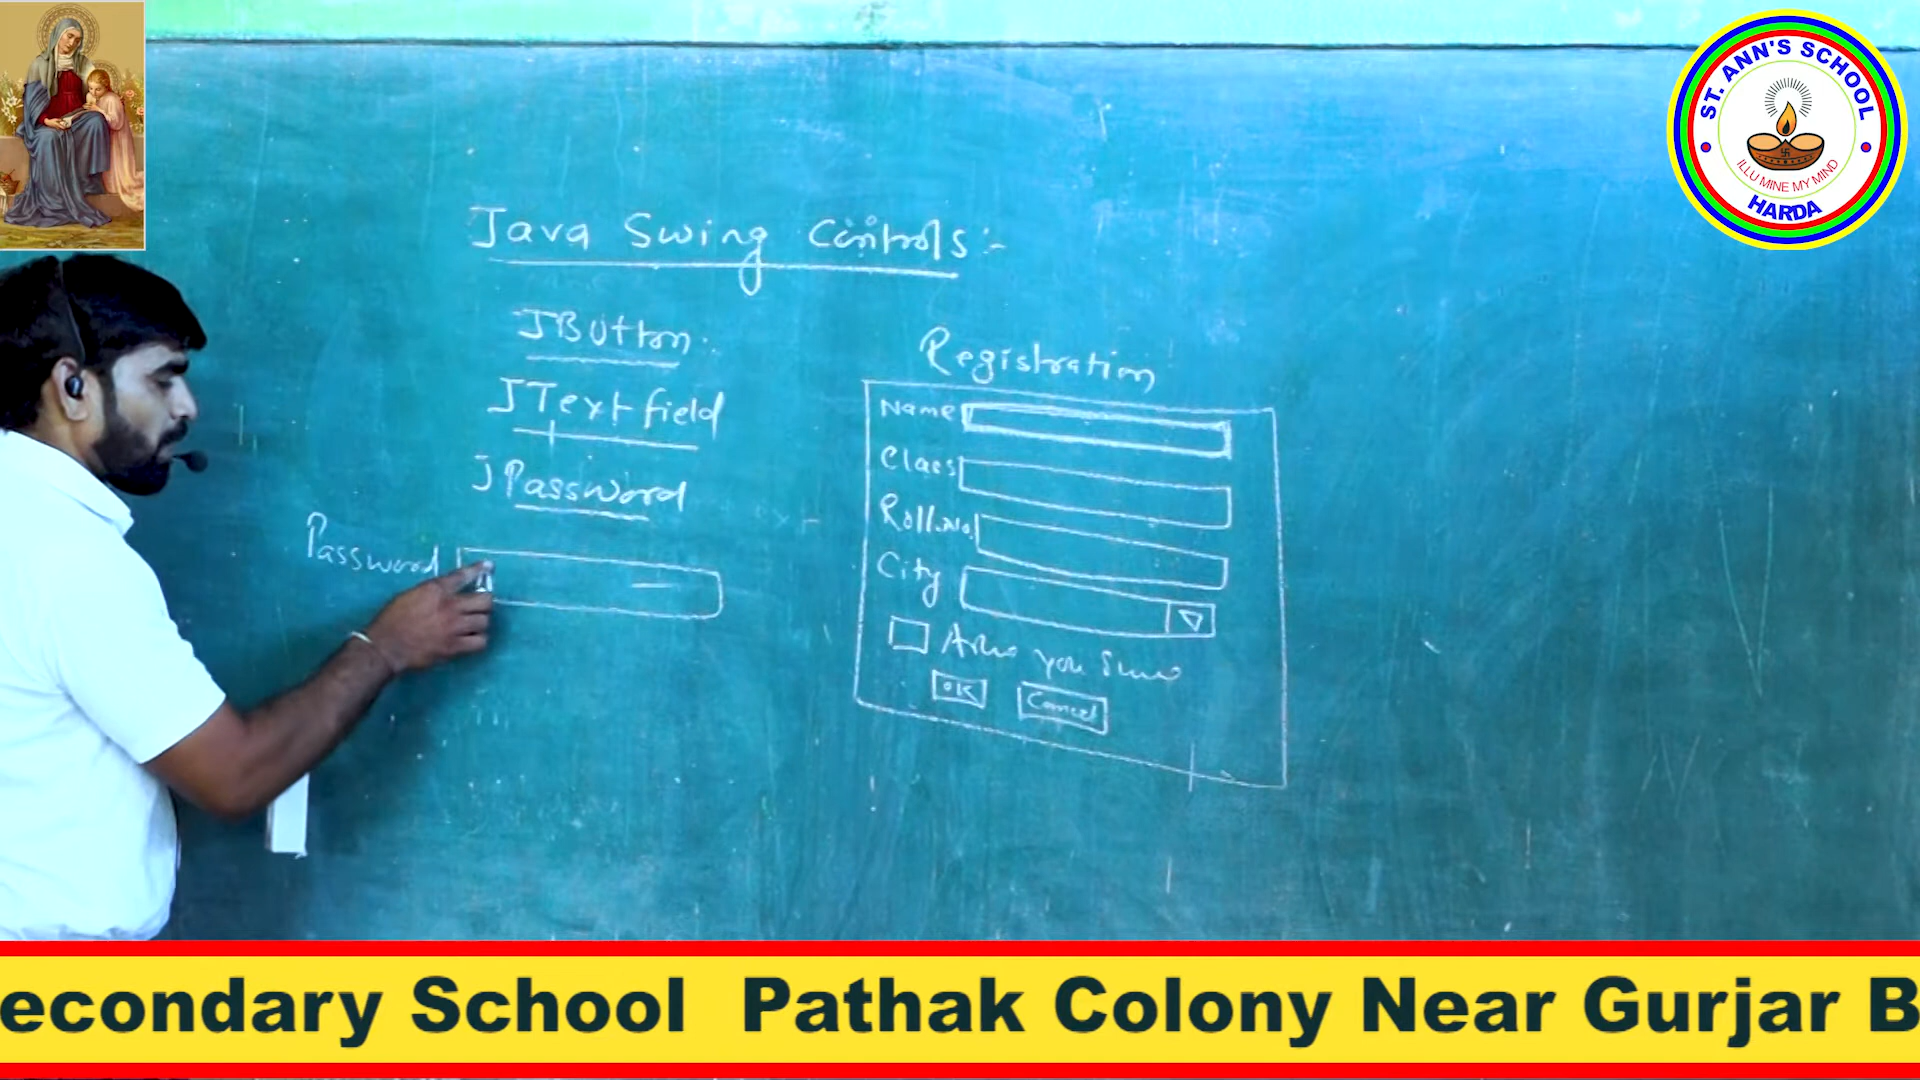 ST. ANN'S SCHOOL
ILLU MINE MY MIND
HARDA
Java Swing Controls:-
JButton
JTextfield
JPassword
Password
Registration
Name
Class
Roll.No.
City
you
OK
Cancel
econdary School Pathak Colony Near Gurjar B